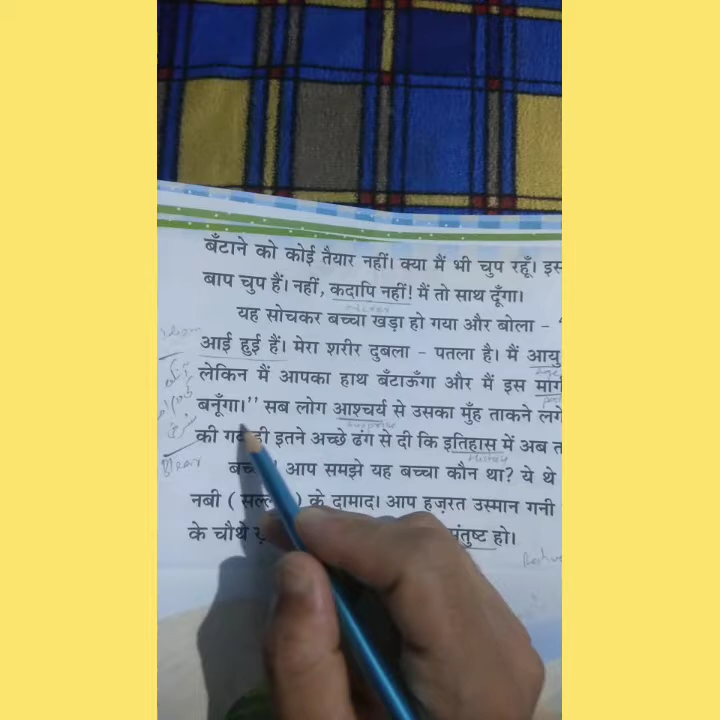 बँटाने को कोई तैयार नहीं। क्या मैं भी चुप रहूँ। इस
बाप चुप हैं। नहीं, कदापि नहीं! मैं तो साथ दूँगा।
यह सोचकर बच्चा खड़ा हो गया और बोला – "
आई हुई हैं। मेरा शरीर दुबला – पतला है। मैं आयु
लेकिन मैं आपका हाथ बँटाऊँगा और मैं इस मार्ग
बनूँगा।" सब लोग आश्चर्य से उसका मुँह ताकने लगे
की ही इतने अच्छे ढंग से दी कि इतिहास में अब त
आप समझे यह बच्चा कौन था? ये थे
नबी ( सल्ल ) के दामाद। आप हज़रत उस्मान गनी
के चौथे संतुष्ट हो।